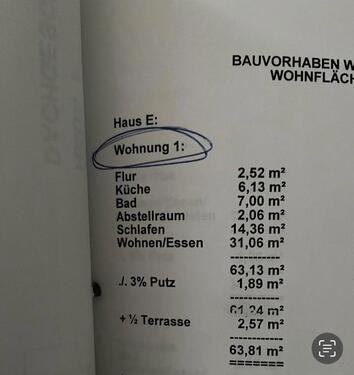 BAUVORHABEN W
WOHNFLÄCH
Haus E:
Wohnung 1:
Flur 2,52 m²
Küche 6,13 m²
Bad 7,00 m²
Abstellraum 2,06 m²
Schlafen 14,36 m²
Wohnen/Essen 31,06 m²
-----------
63,13 m²
./. 3% Putz 1,89 m²
-----------
61,24 m²
+ ½ Terrasse 2,57 m²
-----------
63,81 m²
=======